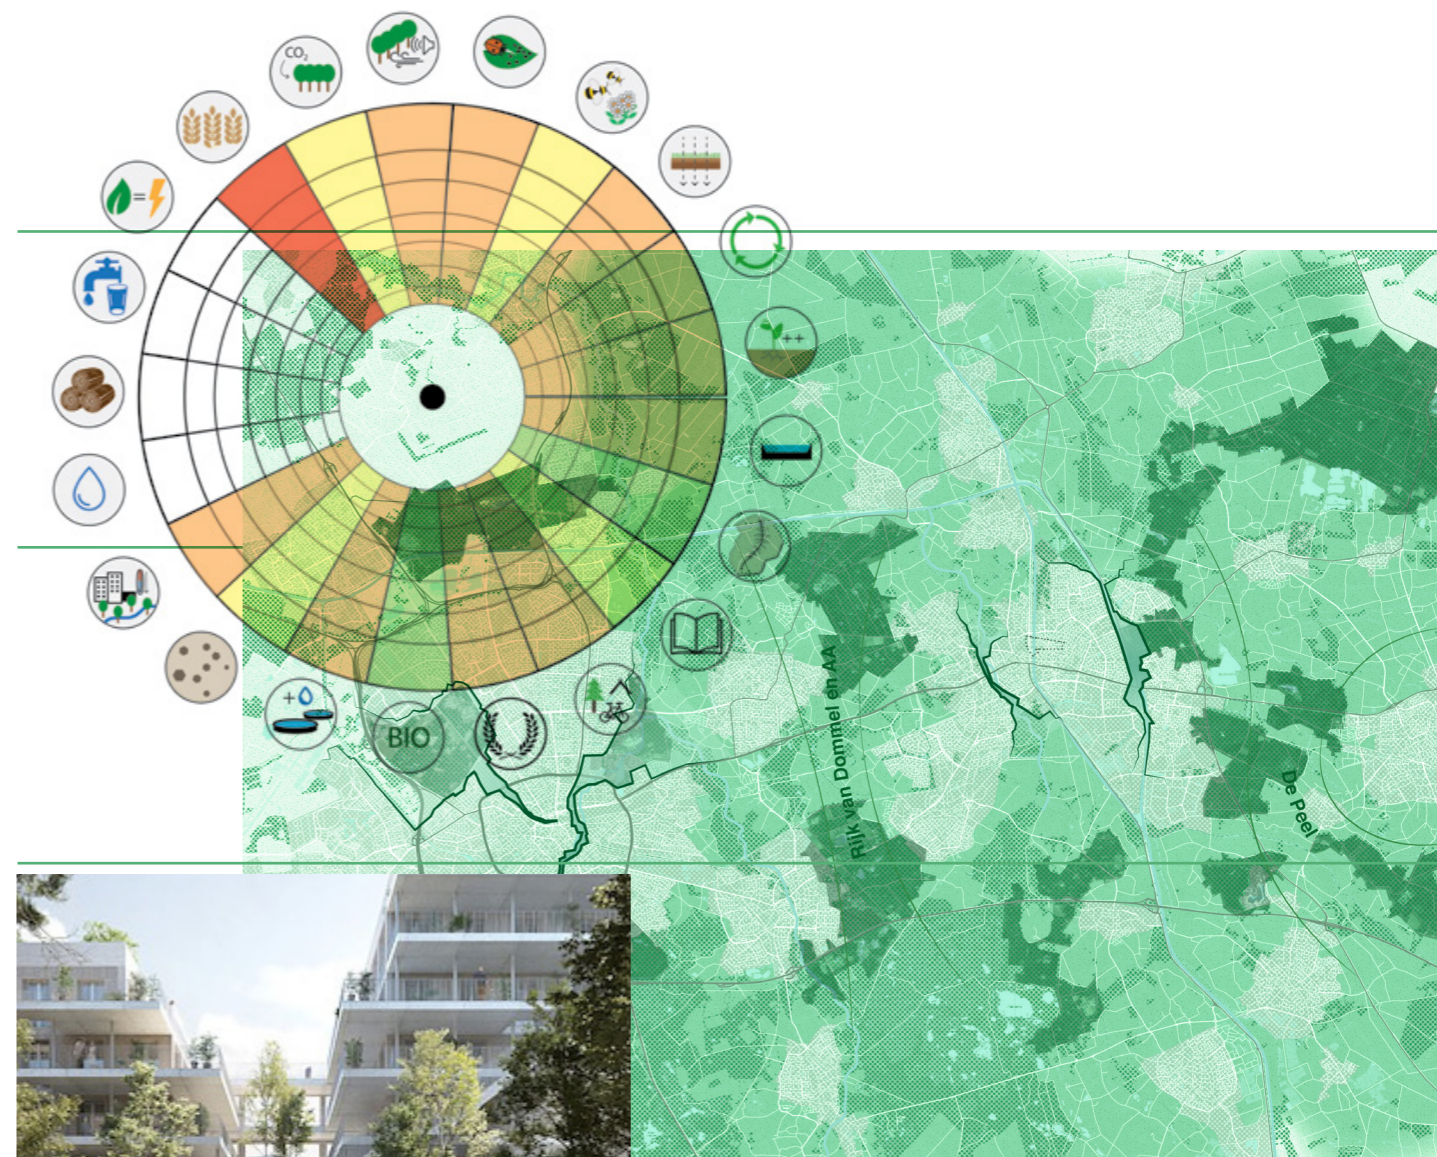 CO₂
=
++
+
BIO
Rijk van Dommel en AA
De Peel